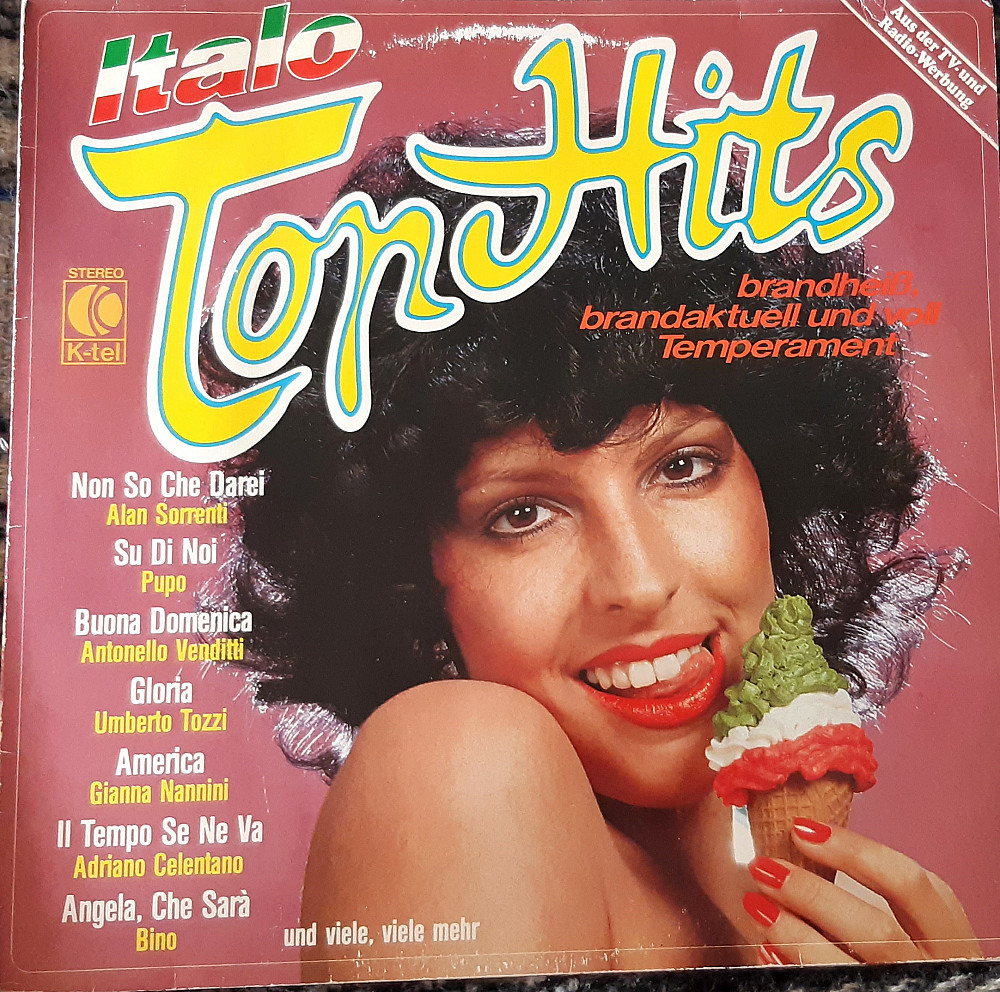 Italo
Top Hits
Aus der TV- und
Radio-Werbung
STEREO
K-tel
brandheiß,
brandaktuell und voll
Temperament
Non So Che Darei
Alan Sorrenti
Su Di Noi
Pupo
Buona Domenica
Antonello Venditti
Gloria
Umberto Tozzi
America
Gianna Nannini
Il Tempo Se Ne Va
Adriano Celentano
Angela, Che Sarà
Bino
und viele, viele mehr